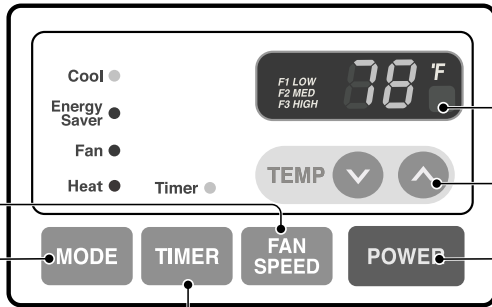 Cool
Energy
Saver
Fan
Heat
Timer
F1 LOW
F2 MED
F3 HIGH
78 °F
TEMP
MODE
TIMER
FAN
SPEED
POWER